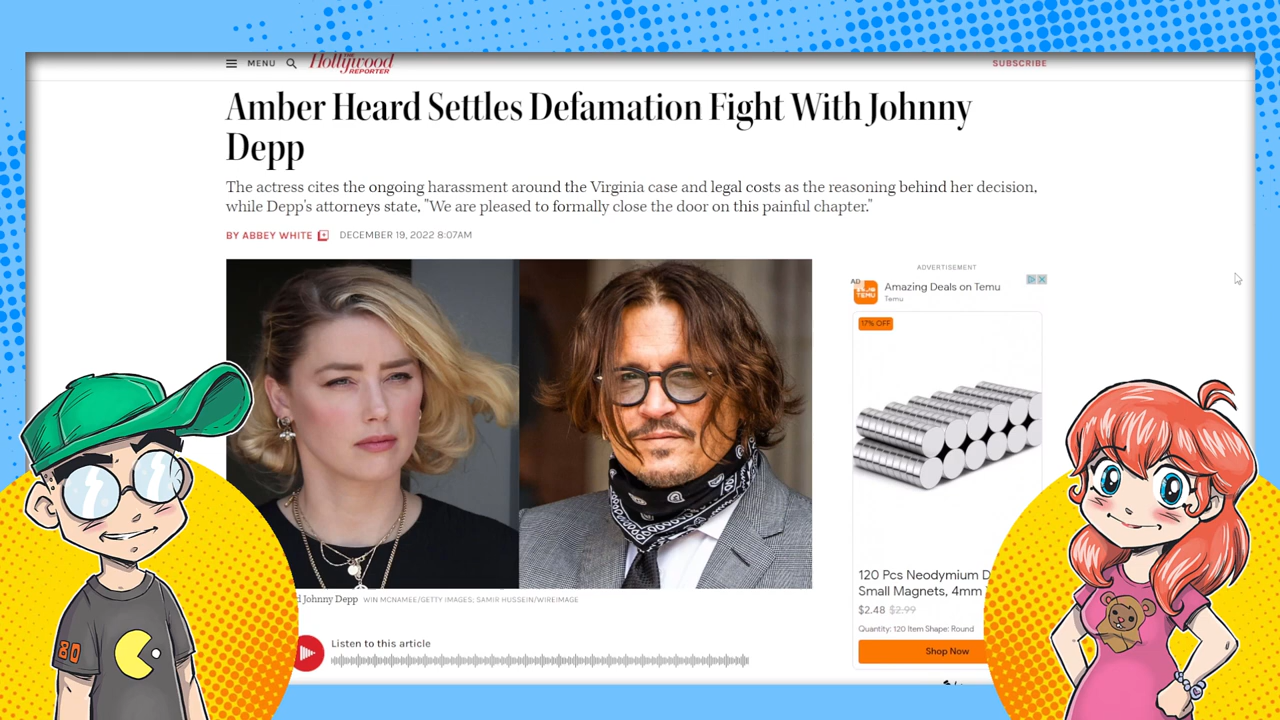 MENU
Hollywood
REPORTER
SUBSCRIBE
Amber Heard Settles Defamation Fight With Johnny
Depp
The actress cites the ongoing harassment around the Virginia case and legal costs as the reasoning behind her decision,
while Depp's attorneys state, "We are pleased to formally close the door on this painful chapter."
BY ABBEY WHITE DECEMBER 19, 2022 8:07AM
ADVERTISEMENT
AD
TEMU
Amazing Deals on Temu
Temu
17% OFF
120 Pcs Neodymium D
Small Magnets, 4mm
$2.48 $2.99
Quantity: 120 Item Shape: Round
Shop Now
d Johnny Depp WIN MCNAMEE/GETTY IMAGES; SAMIR HUSSEIN/WIREIMAGE
Listen to this article
80